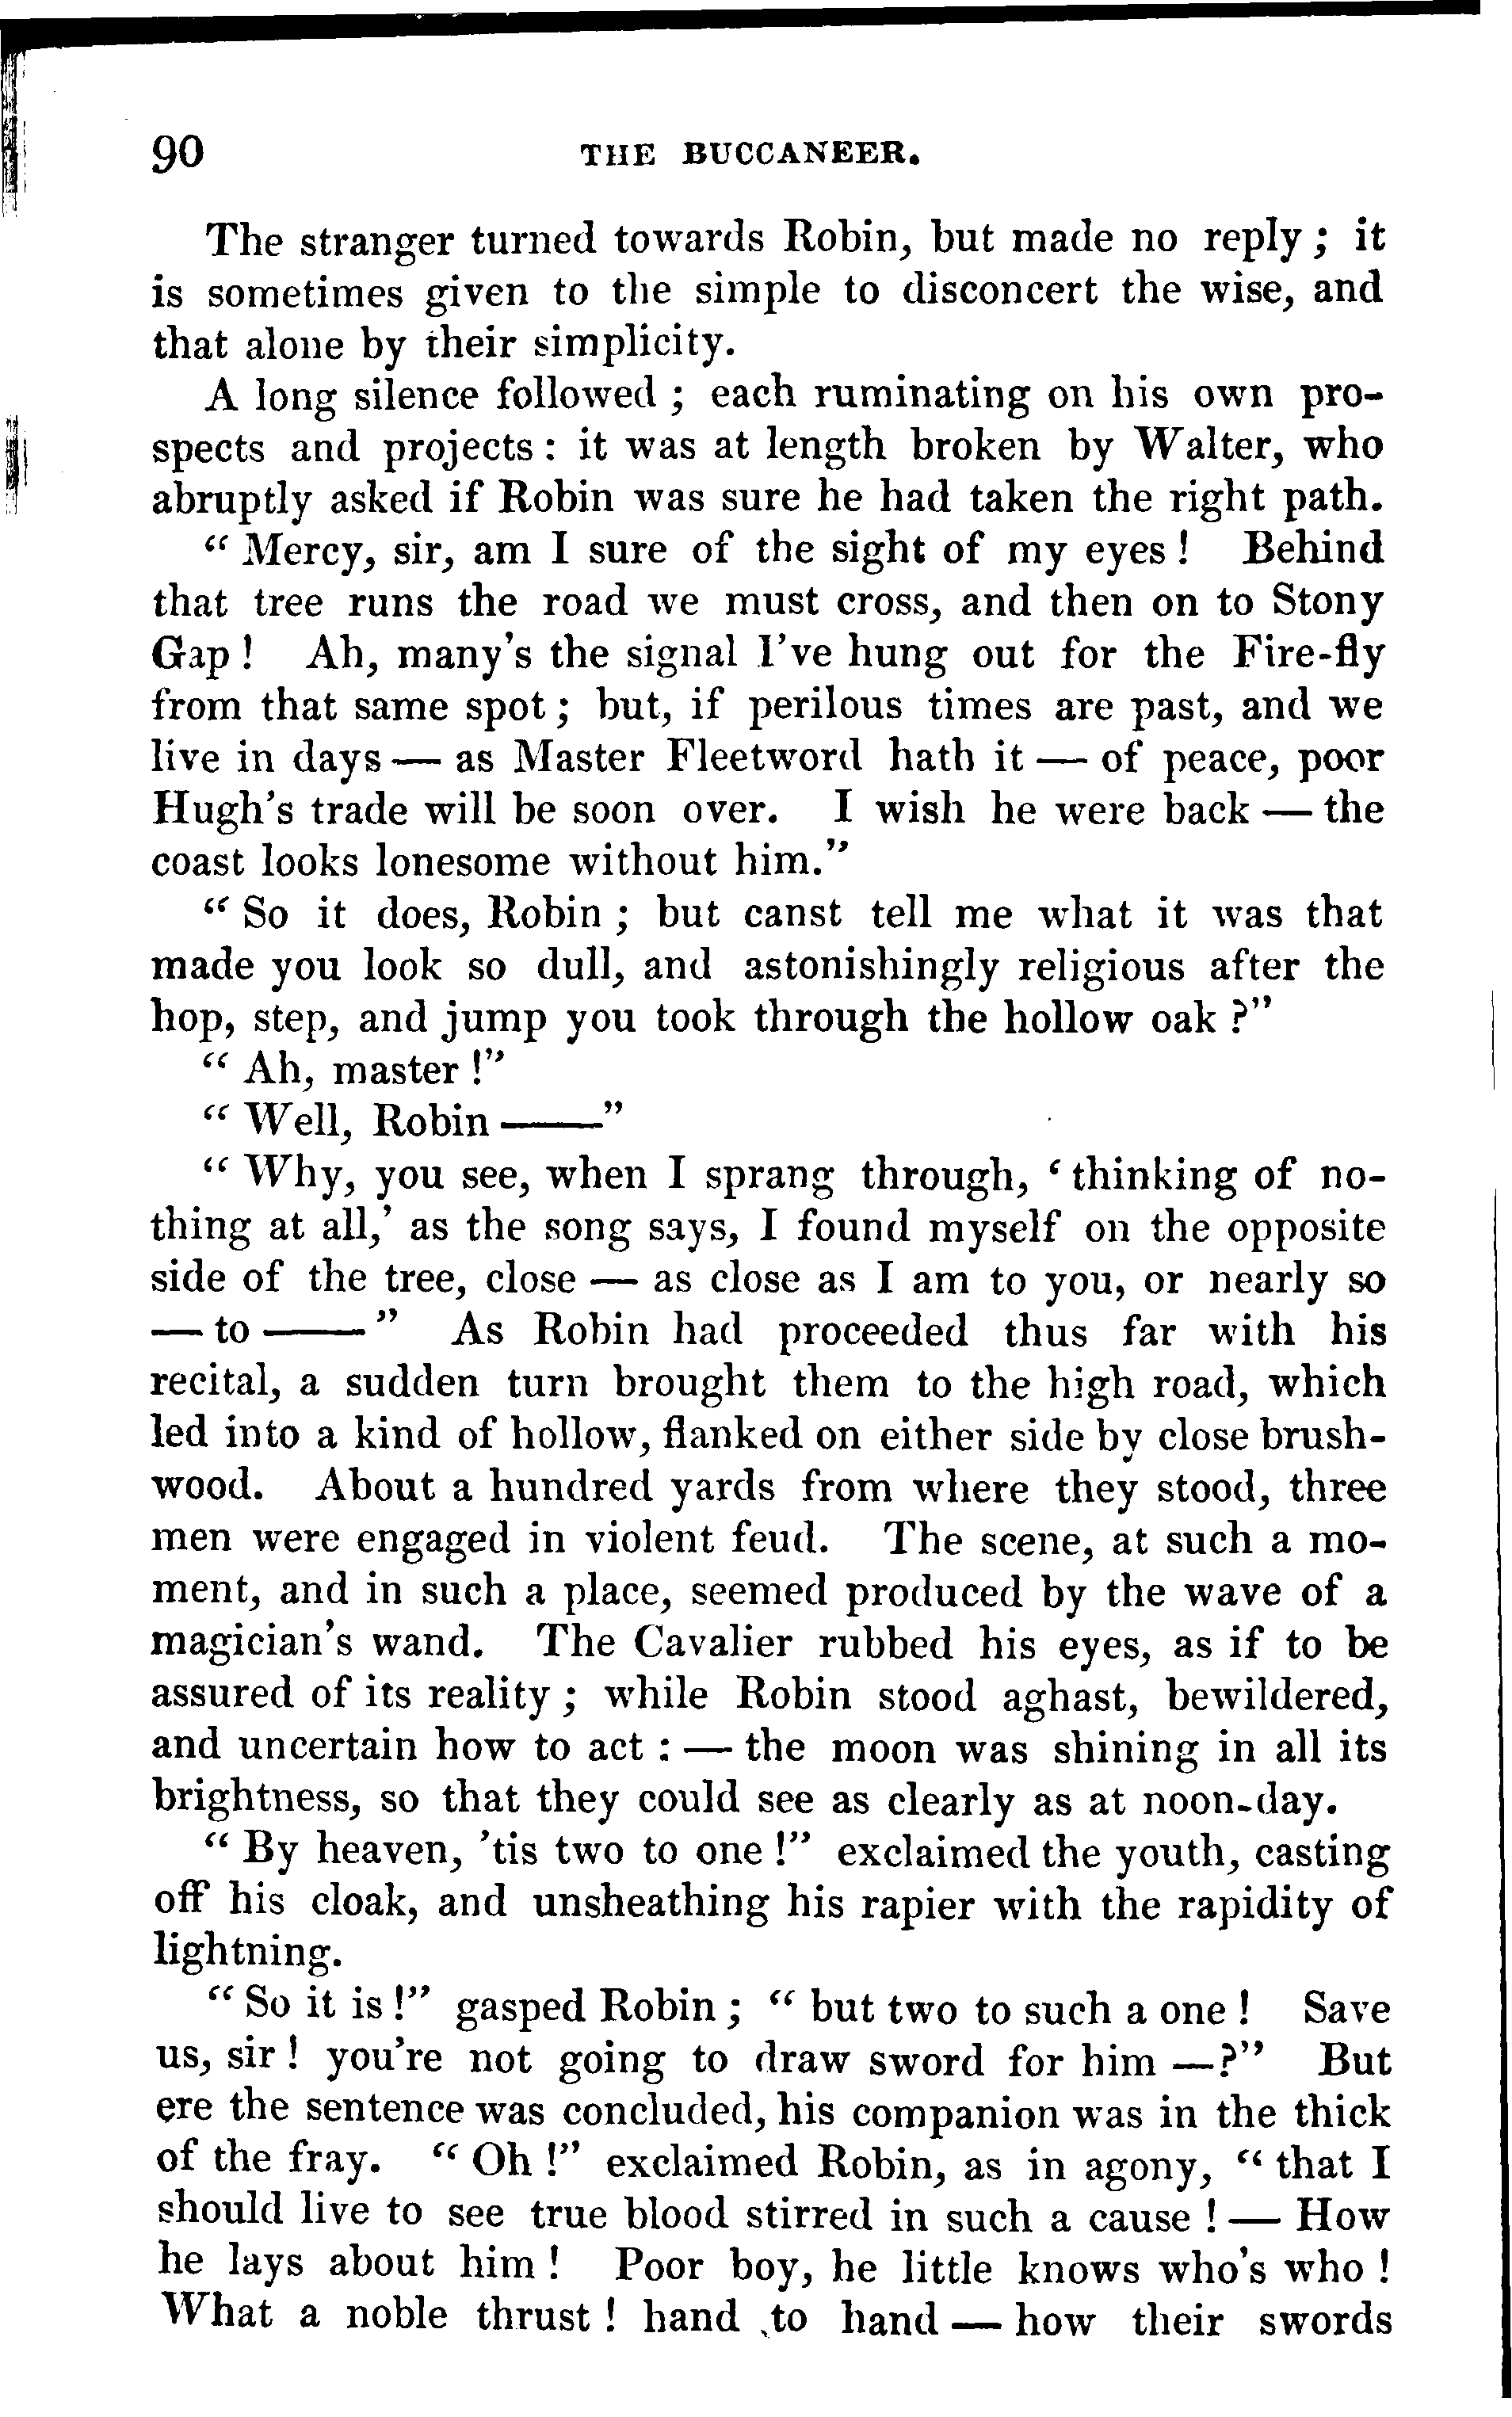 90 THE BUCCANEER.
The stranger turned towards Robin, but made no reply; it
is sometimes given to the simple to disconcert the wise, and
that alone by their simplicity.
A long silence followed; each ruminating on his own pro-
spects and projects: it was at length broken by Walter, who
abruptly asked if Robin was sure he had taken the right path.
"Mercy, sir, am I sure of the sight of my eyes! Behind
that tree runs the road we must cross, and then on to Stony
Gap! Ah, many's the signal I've hung out for the Fire-fly
from that same spot; but, if perilous times are past, and we
live in days — as Master Fleetword hath it — of peace, poor
Hugh's trade will be soon over. I wish he were back — the
coast looks lonesome without him."
"So it does, Robin; but canst tell me what it was that
made you look so dull, and astonishingly religious after the
hop, step, and jump you took through the hollow oak?"
"Ah, master!"
"Well, Robin ——"
"Why, you see, when I sprang through, 'thinking of no-
thing at all,' as the song says, I found myself on the opposite
side of the tree, close — as close as I am to you, or nearly so
— to ——" As Robin had proceeded thus far with his
recital, a sudden turn brought them to the high road, which
led into a kind of hollow, flanked on either side by close brush-
wood. About a hundred yards from where they stood, three
men were engaged in violent feud. The scene, at such a mo-
ment, and in such a place, seemed produced by the wave of a
magician's wand. The Cavalier rubbed his eyes, as if to be
assured of its reality; while Robin stood aghast, bewildered,
and uncertain how to act: — the moon was shining in all its
brightness, so that they could see as clearly as at noon-day.
"By heaven, 'tis two to one!" exclaimed the youth, casting
off his cloak, and unsheathing his rapier with the rapidity of
lightning.
"So it is!" gasped Robin; "but two to such a one! Save
us, sir! you're not going to draw sword for him —?" But
ere the sentence was concluded, his companion was in the thick
of the fray. "Oh!" exclaimed Robin, as in agony, "that I
should live to see true blood stirred in such a cause! — How
he lays about him! Poor boy, he little knows who's who!
What a noble thrust! hand to hand — how their swords